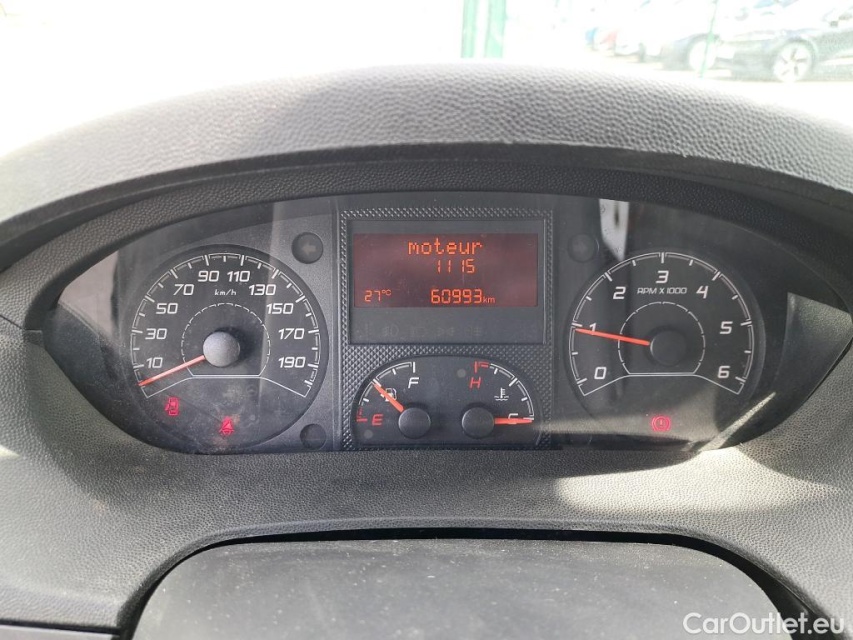 moteur
11:15
27°C 60993km
10 30 50 70 90 110 130 150 170 190
km/h
E F
H C
0 1 2 3 4 5 6
RPM X 1000
CarOutlet.eu